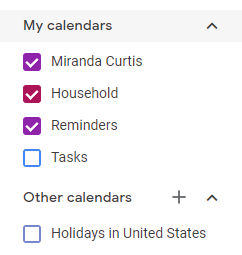 My calendars
Miranda Curtis
Household
Reminders
Tasks
Other calendars
Holidays in United States